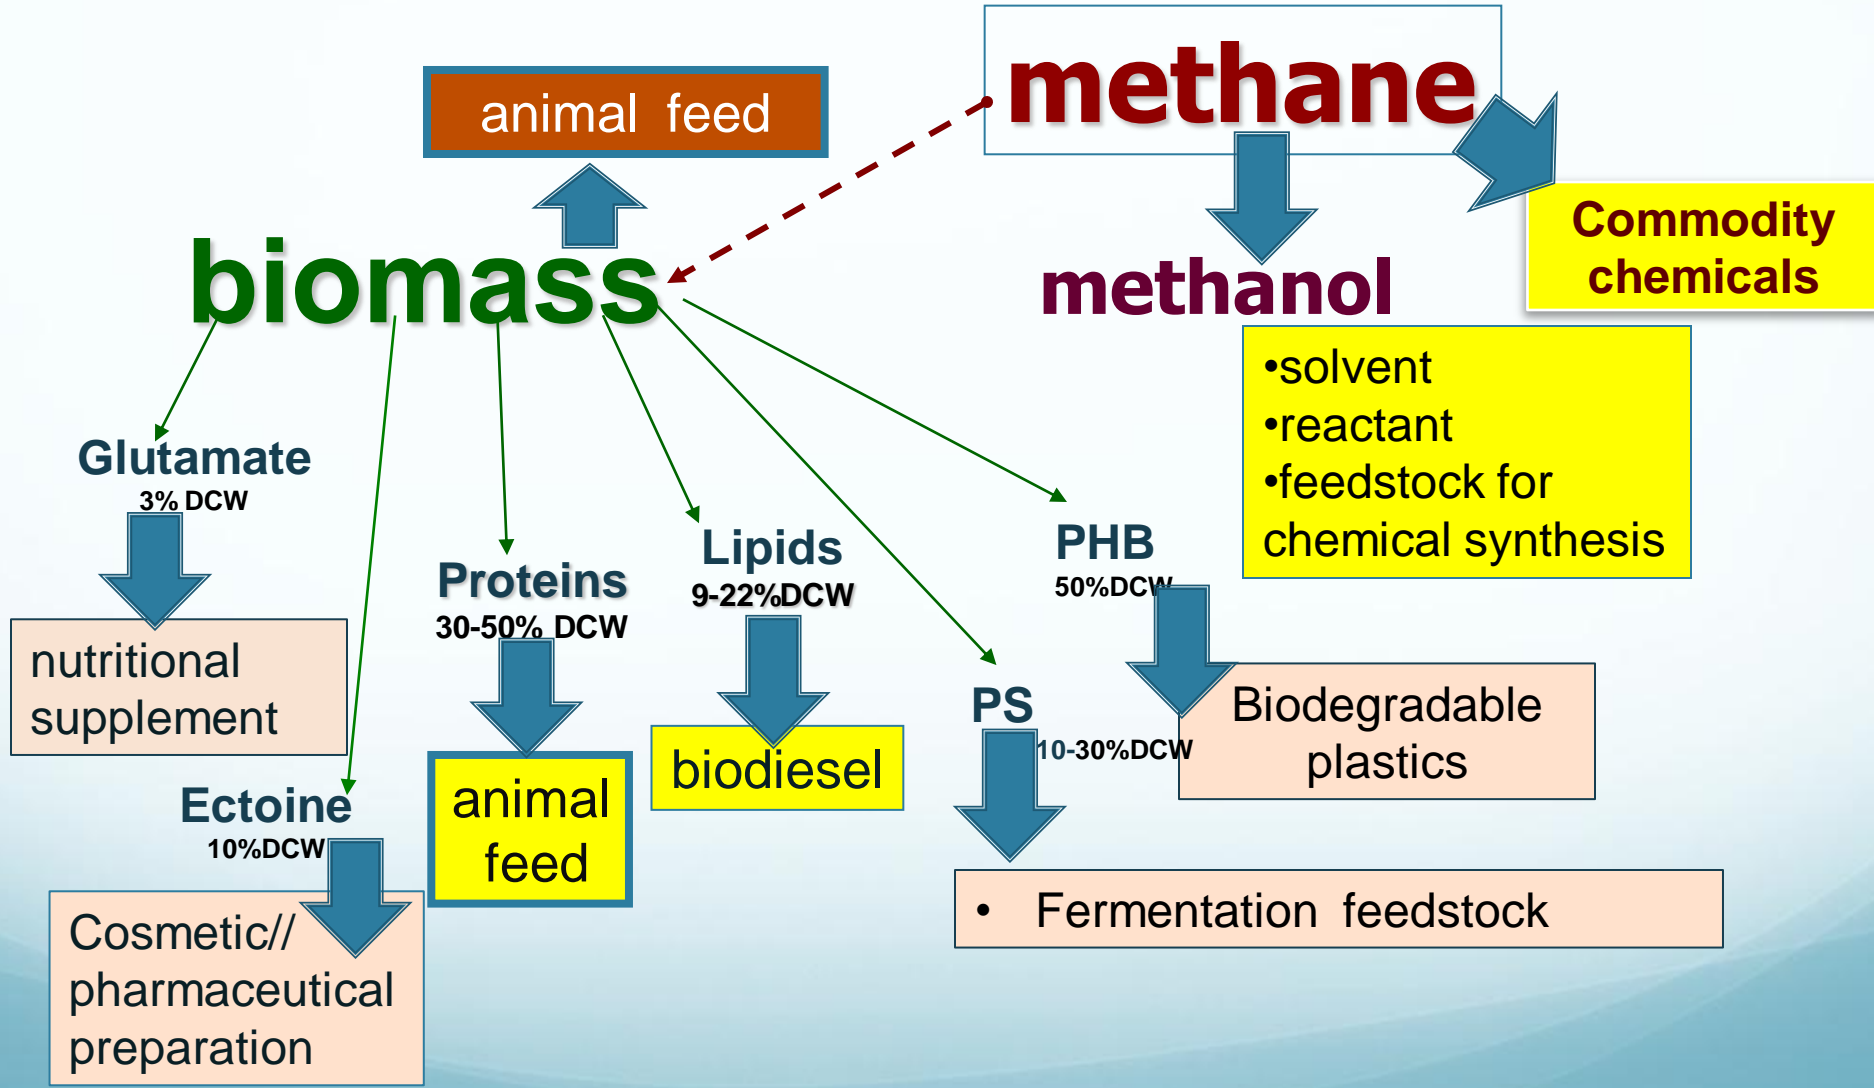 methane
animal  feed
Commodity
chemicals
biomass
methanol
•solvent
•reactant
•feedstock for
chemical synthesis
Glutamate
3% DCW
nutritional
supplement
Ectoine
10%DCW
Cosmetic//
pharmaceutical
preparation
Proteins
30-50% DCW
animal
feed
Lipids
9-22%DCW
biodiesel
PS
10-30%DCW
• Fermentation  feedstock
PHB
50%DCW
Biodegradable
plastics